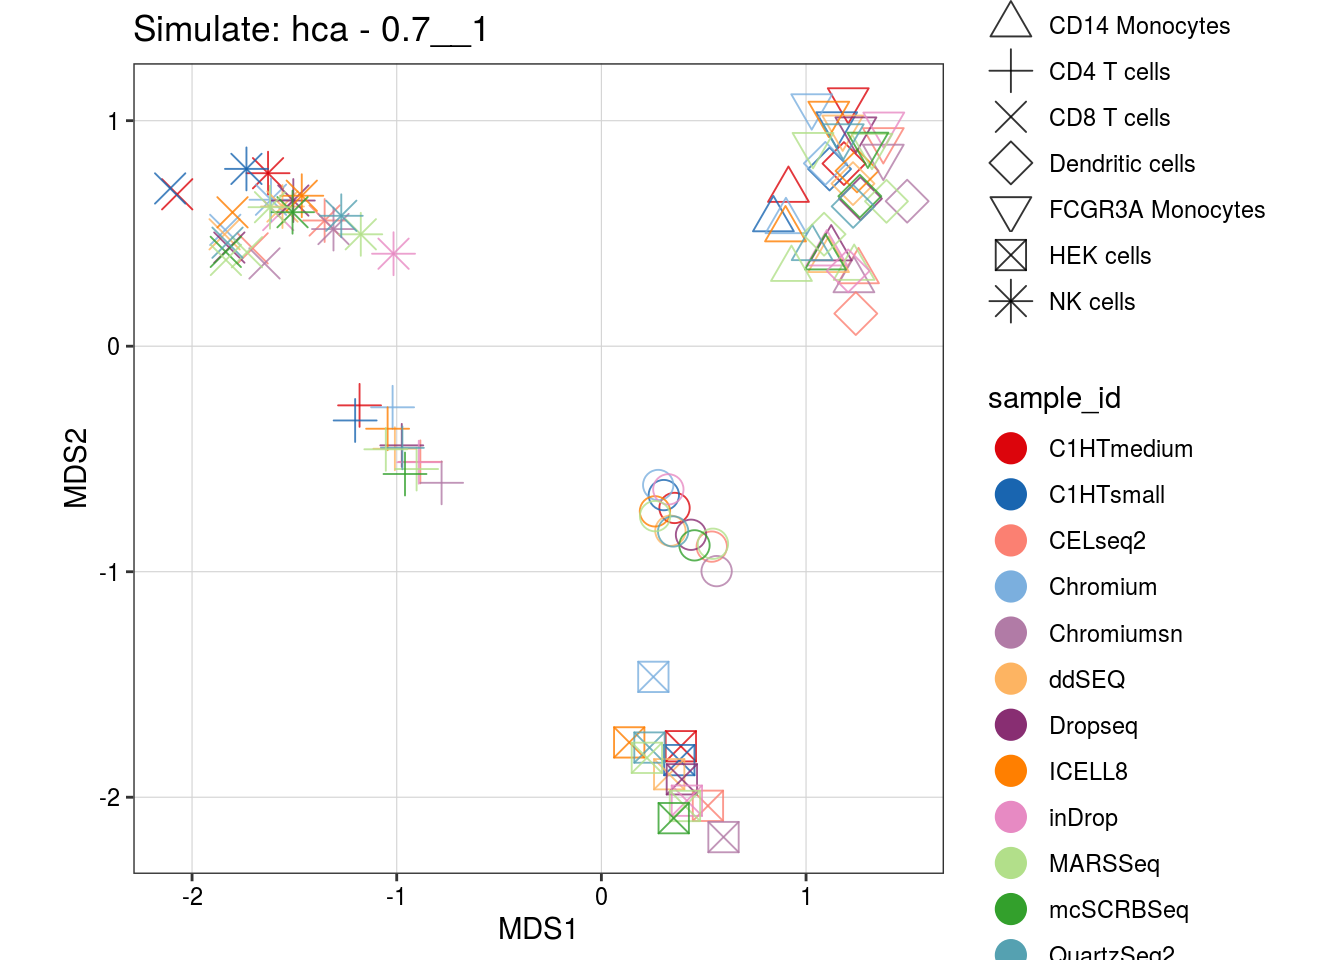 Simulate: hca - 0.7__1
1
0
-1
-2
MDS2
-2
-1
0
1
MDS1
CD14 Monocytes
CD4 T cells
CD8 T cells
Dendritic cells
FCGR3A Monocytes
HEK cells
NK cells
sample_id
C1HTmedium
C1HTsmall
CELseq2
Chromium
Chromiumsn
ddSEQ
Dropseq
ICELL8
inDrop
MARSSeq
mcSCRBSeq
QuartzSeq2